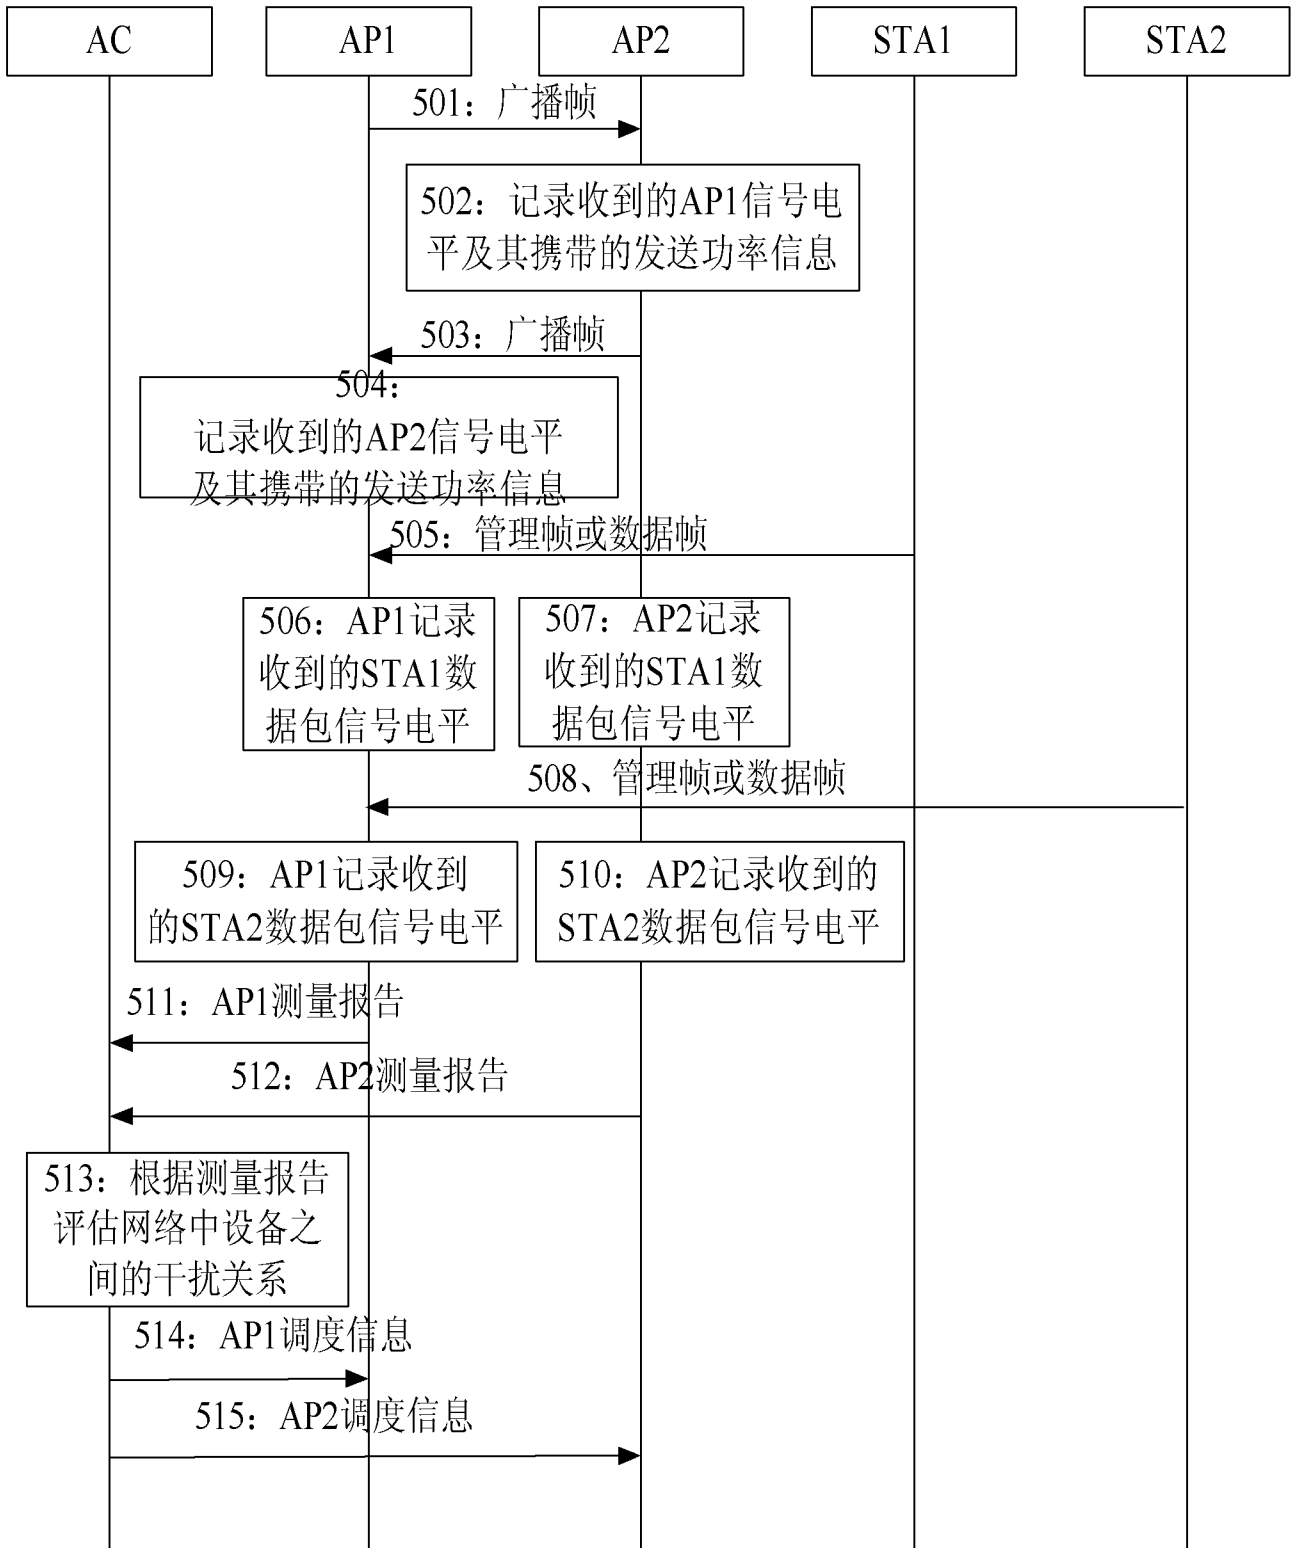 AC
AP1
AP2
STA1
STA2
501：广播帧
502：记录收到的AP1信号电
平及其携带的发送功率信息
503：广播帧
504：
记录收到的AP2信号电平
及其携带的发送功率信息
505：管理帧或数据帧
506：AP1记录
收到的STA1数
据包信号电平
507：AP2记录
收到的STA1数
据包信号电平
508、管理帧或数据帧
509：AP1记录收到
的STA2数据包信号电平
510：AP2记录收到的
STA2数据包信号电平
511：AP1测量报告
512：AP2测量报告
513：根据测量报告
评估网络中设备之
间的干扰关系
514：AP1调度信息
515：AP2调度信息